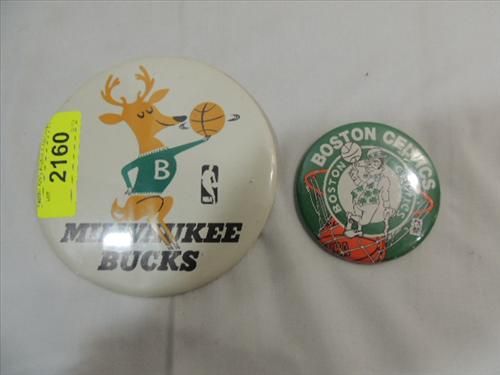 2160
B
MILWAUKEE
BUCKS
BOSTON CELTICS
BOSTON
CELTICS